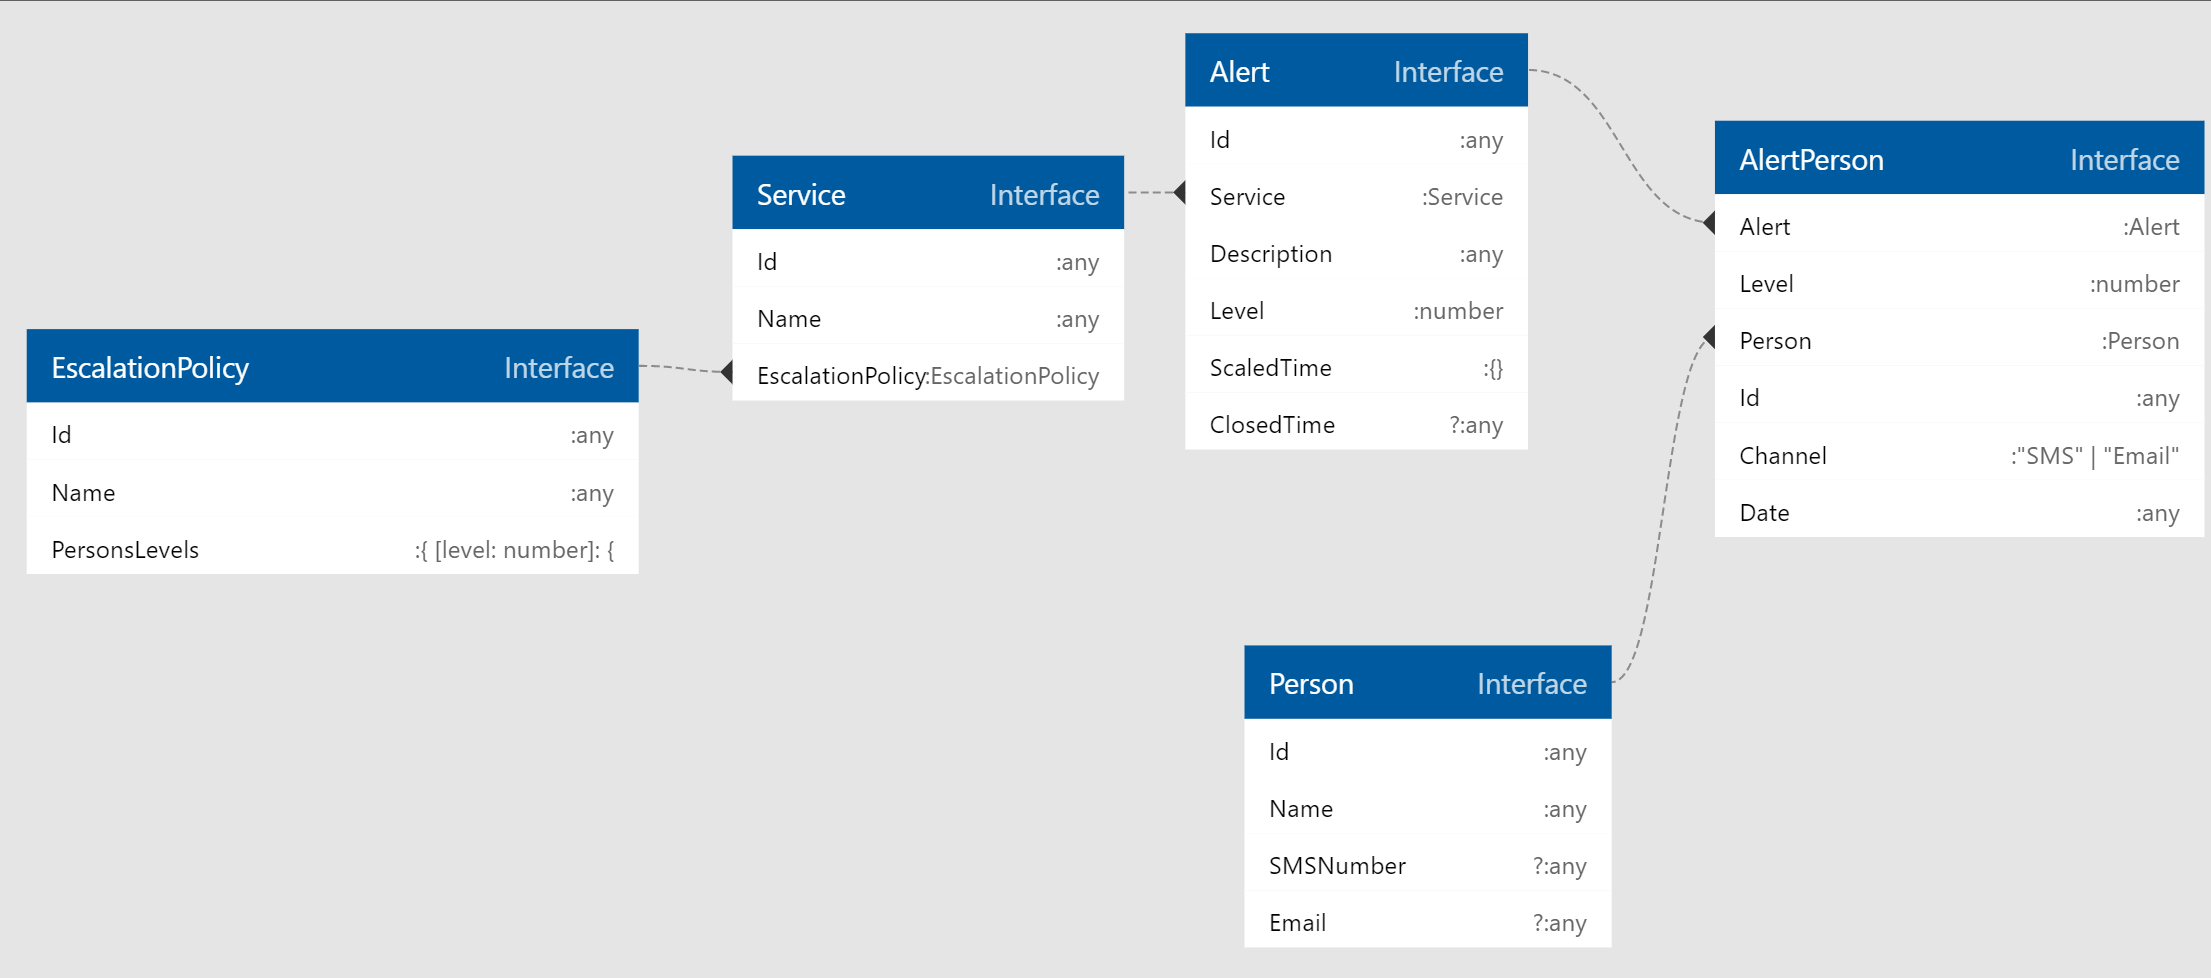 EscalationPolicy Interface
Id :any
Name :any
PersonsLevels :{ [level: number]: {
Service Interface
Id :any
Name :any
EscalationPolicy:EscalationPolicy
Alert Interface
Id :any
Service :Service
Description :any
Level :number
ScaledTime :{}
ClosedTime ?:any
AlertPerson Interface
Alert :Alert
Level :number
Person :Person
Id :any
Channel :"SMS" | "Email"
Date :any
Person Interface
Id :any
Name :any
SMSNumber ?:any
Email ?:any